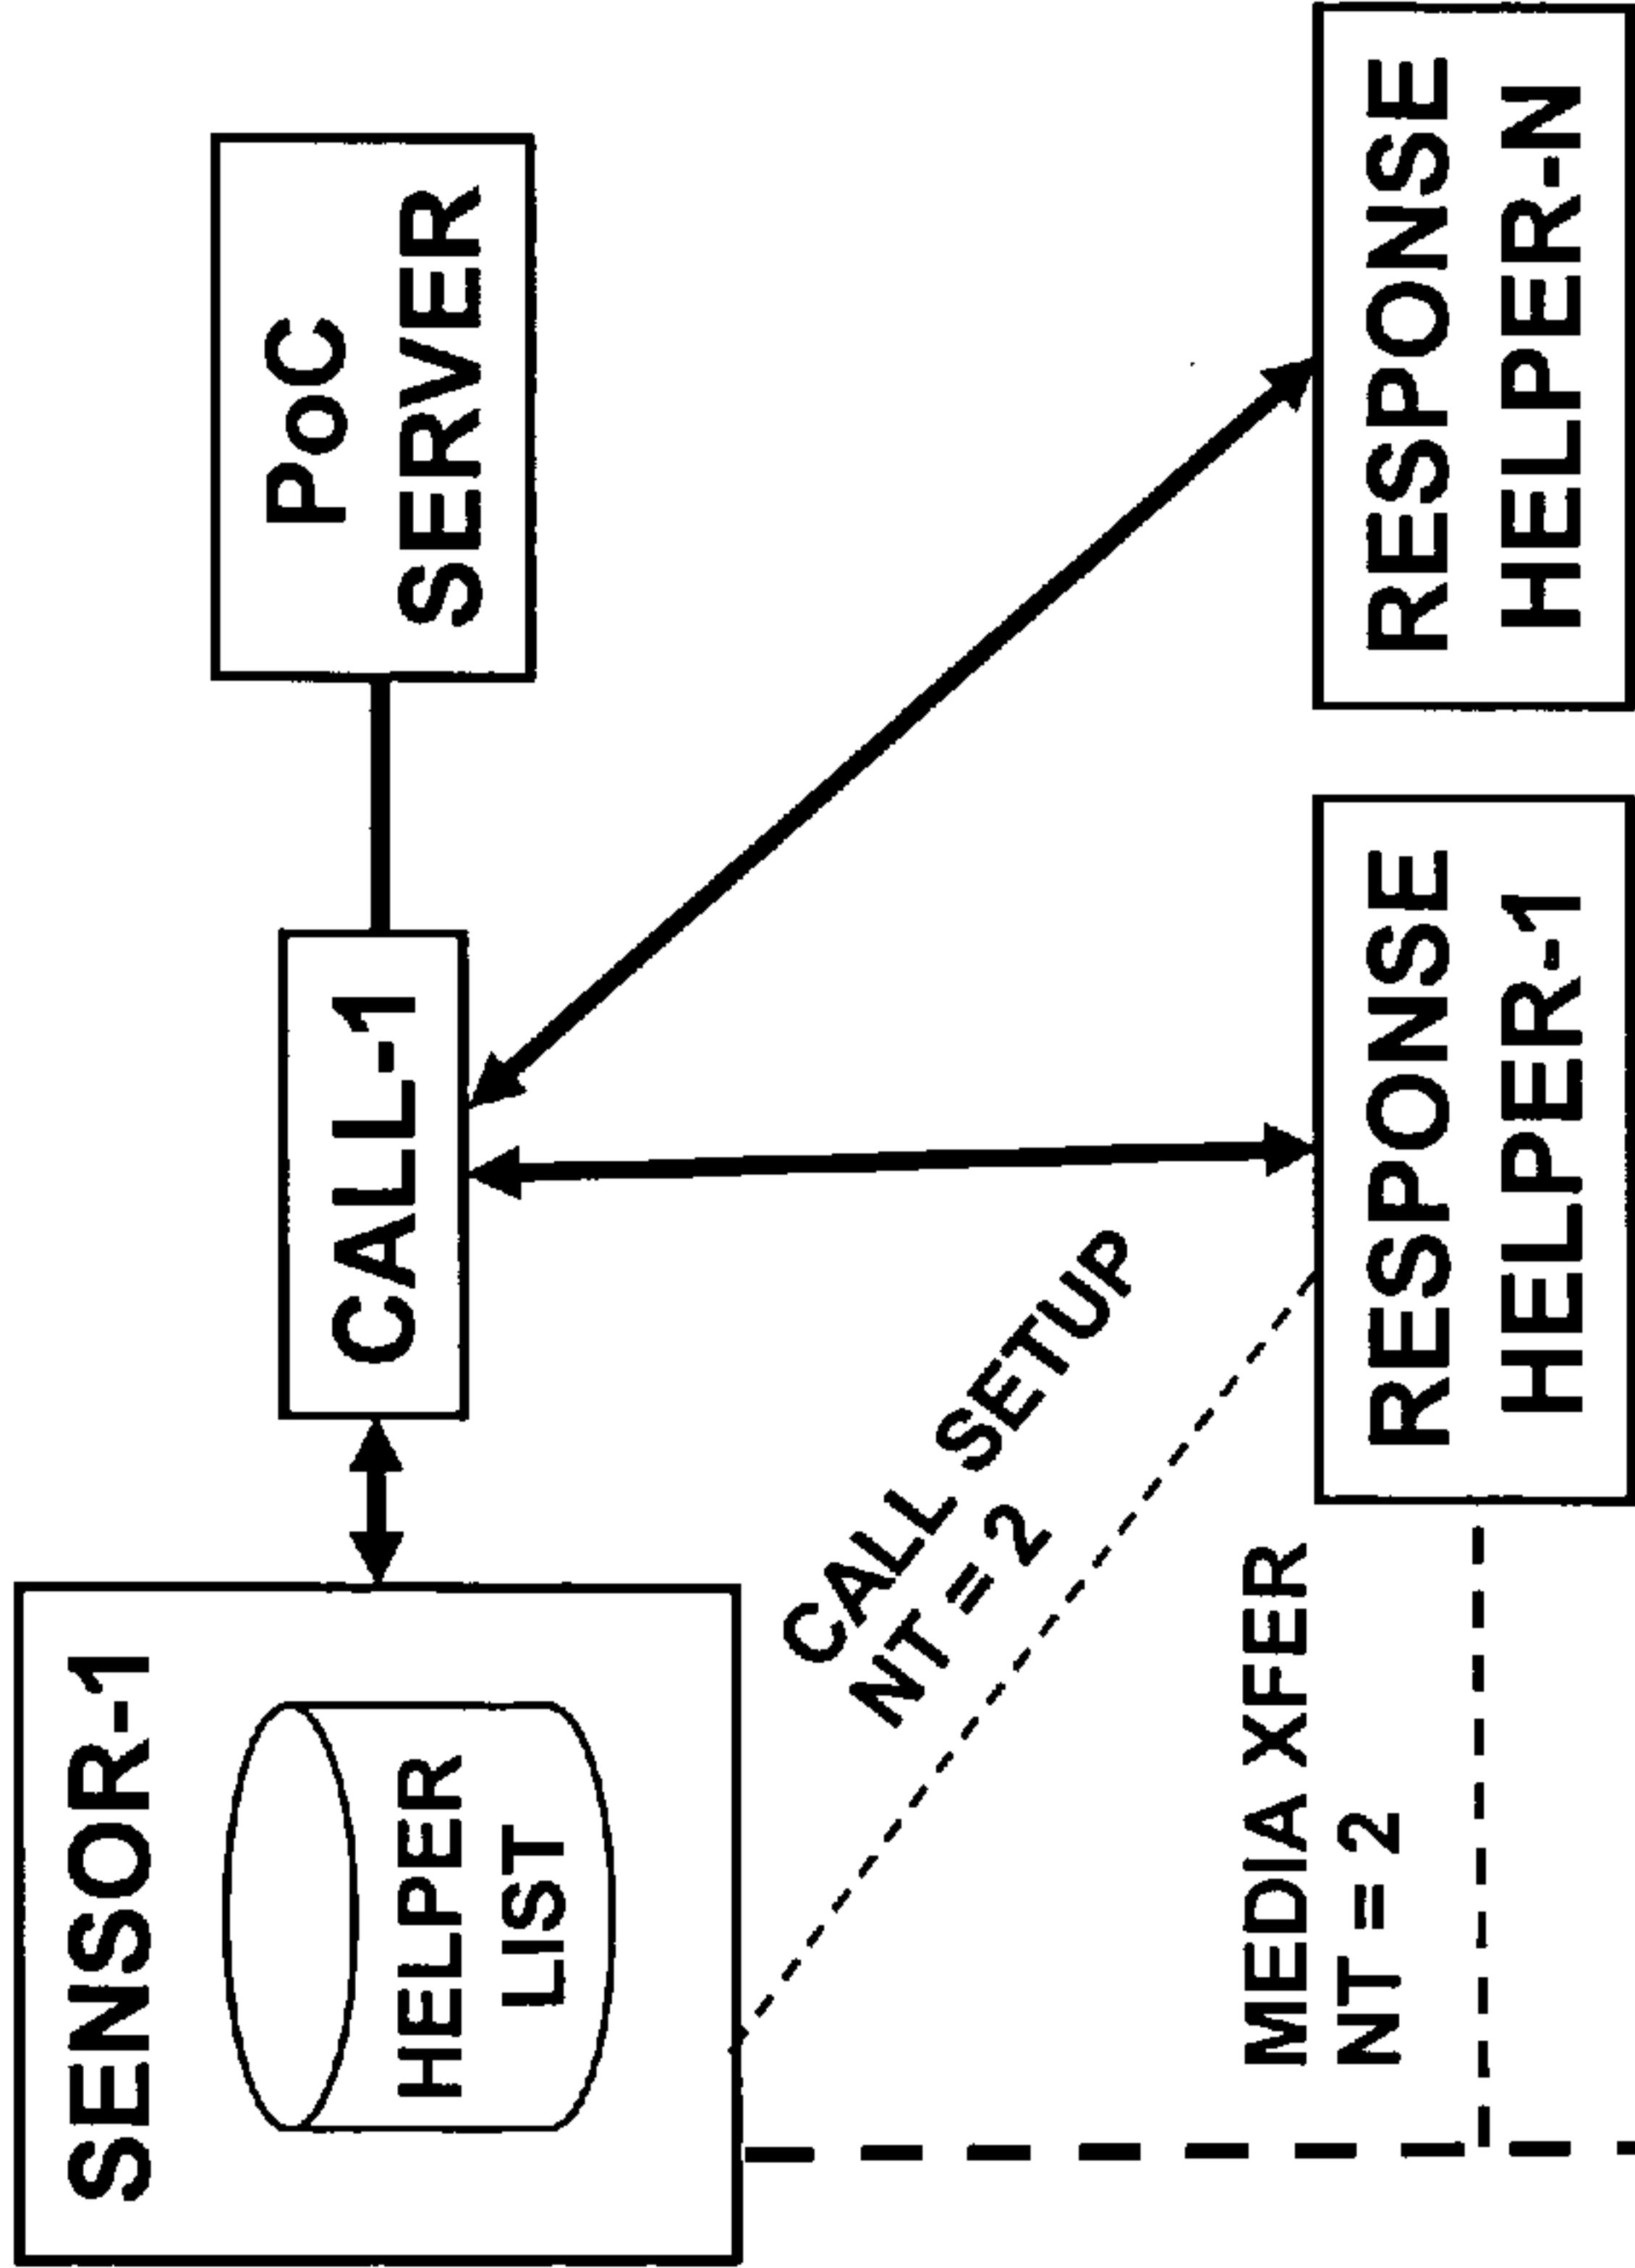 SENSOR-1
HELPER
LIST
CALL-1
PoC
SERVER
CALL SETUP
NT = 2
MEDIA XFER
NT = 2
RESPONSE
HELPER-1
RESPONSE
HELPER-N